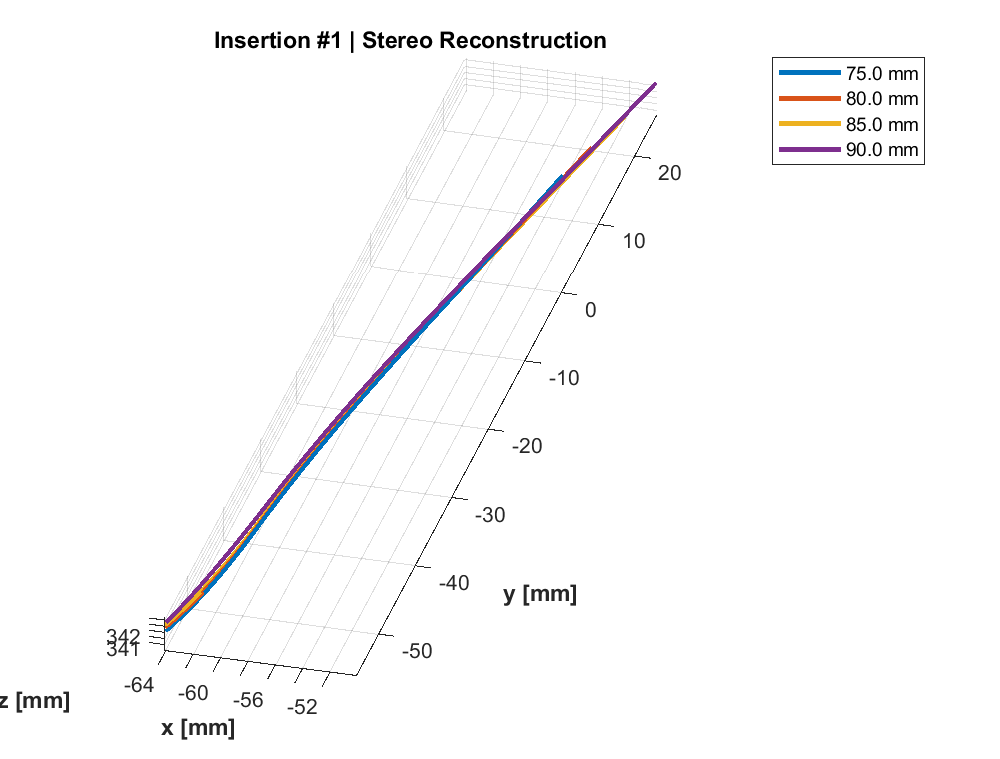 Insertion #1 | Stereo Reconstruction
75.0 mm
80.0 mm
85.0 mm
90.0 mm
20
10
0
-10
-20
-30
-40
-50
y [mm]
342
341
-64
-60
-56
-52
z [mm]
x [mm]